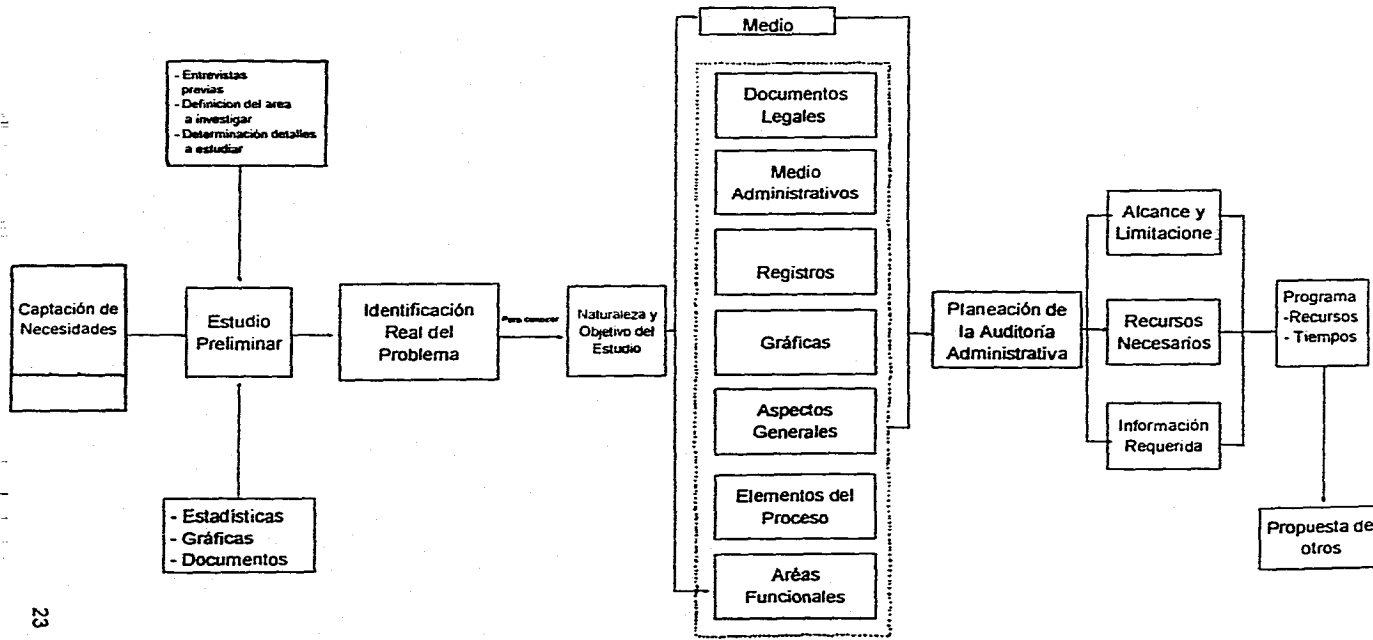 Medio
- Entrevistas
previas
- Definicion del area
a investigar
- Determinación detalles
a estudiar
Captación de
Necesidades
Estudio
Preliminar
- Estadísticas
- Gráficas
- Documentos
Identificación
Real del
Problema
Para conocer
Naturaleza y
Objetivo del
Estudio
Documentos
Legales
Medio
Administrativos
Registros
Gráficas
Aspectos
Generales
Elementos del
Proceso
Aréas
Funcionales
Planeación de
la Auditoría
Administrativa
Alcance y
Limitacione
Recursos
Necesarios
Información
Requerida
Programa
-Recursos
- Tiempos
Propuesta de
otros
23